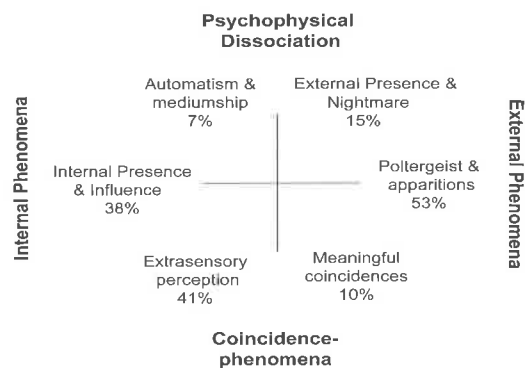 Psychophysical
Dissociation
Automatism &
mediumship
7%
External Presence &
Nightmare
15%
Internal Phenomena
External Phenomena
Internal Presence
& Influence
38%
Poltergeist &
apparitions
53%
Extrasensory
perception
41%
Meaningful
coincidences
10%
Coincidence-
phenomena